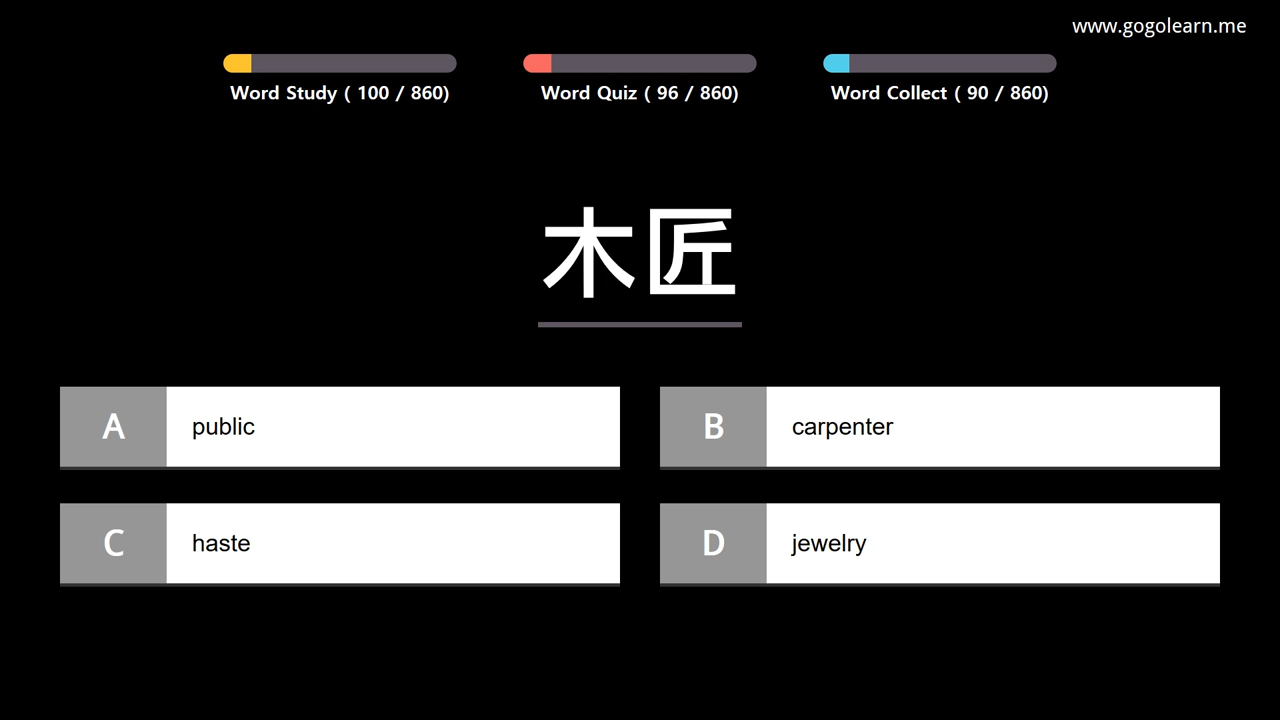 www.gogolearn.me
Word Study ( 100 / 860)
Word Quiz ( 96 / 860)
Word Collect ( 90 / 860)
木匠
A public
B carpenter
C haste
D jewelry